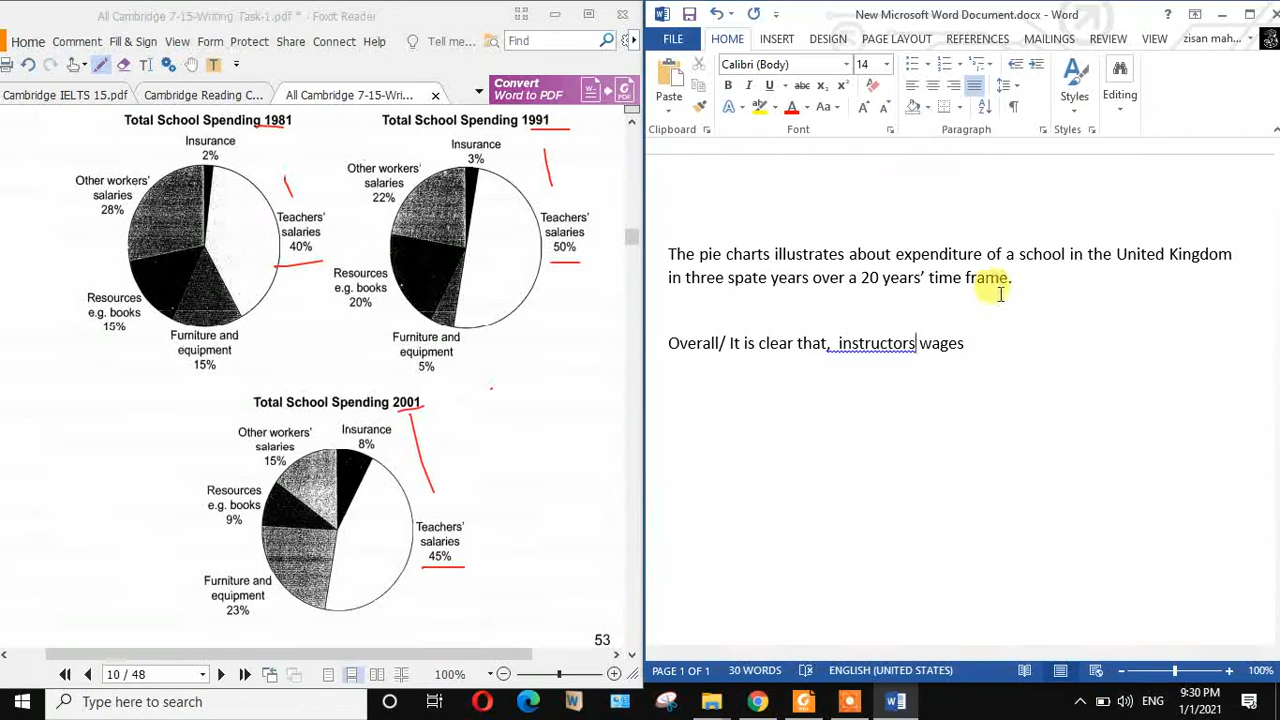 All Cambridge 7-15-Writing Task-1.pdf * - Foxit Reader
Home Comment Fill & Sign View Form Protect Share Connect Help Tell me... Find
Cambridge IELTS 15.pdf Cambridge Reading C... All Cambridge 7-15-Wri...
Convert
Word to PDF
Total School Spending 1981
Insurance
2%
Other workers'
salaries
28%
Teachers'
salaries
40%
Resources
e.g. books
15%
Furniture and
equipment
15%
Total School Spending 1991
Insurance
3%
Other workers'
salaries
22%
Teachers'
salaries
50%
Resources
e.g. books
20%
Furniture and
equipment
5%
Total School Spending 2001
Insurance
8%
Other workers'
salaries
15%
Resources
e.g. books
9%
Teachers'
salaries
45%
Furniture and
equipment
23%
53
10 / 48 100%
New Microsoft Word Document.docx - Word
FILE HOME INSERT DESIGN PAGE LAYOUT REFERENCES MAILINGS REVIEW VIEW zisan mah...
Calibri (Body) 14
Paste B I U abc X₂ X² Styles Editing
A Aa
Clipboard Font Paragraph Styles
The pie charts illustrates about expenditure of a school in the United Kingdom
in three spate years over a 20 years’ time frame.
Overall/ It is clear that, instructors wages
PAGE 1 OF 1 30 WORDS ENGLISH (UNITED STATES) 100%
Type here to search
ENG
9:30 PM
1/1/2021